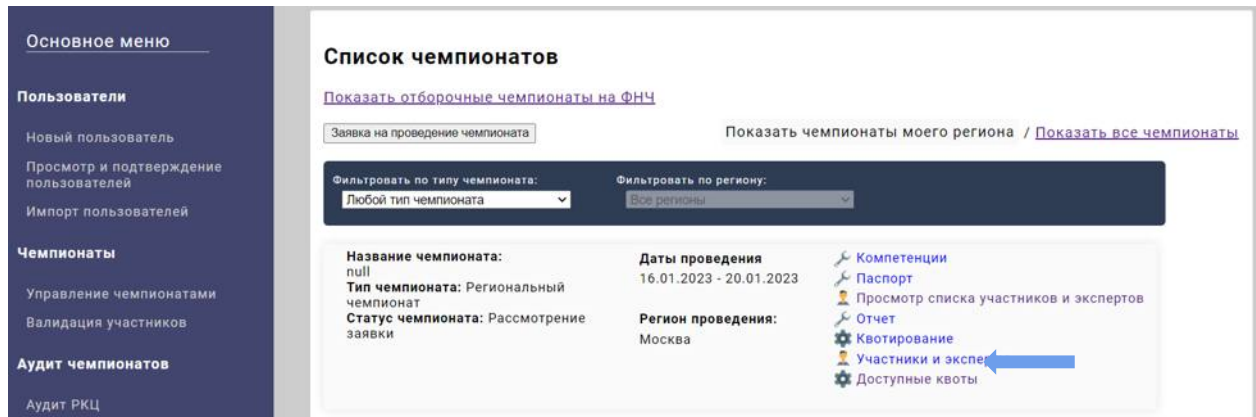 Основное меню
Пользователи
Новый пользователь
Просмотр и подтверждение
пользователей
Импорт пользователей
Чемпионаты
Управление чемпионатами
Валидация участников
Аудит чемпионатов
Аудит РКЦ
Список чемпионатов
Показать отборочные чемпионаты на ФНЧ
Заявка на проведение чемпионата
Показать чемпионаты моего региона / Показать все чемпионаты
Фильтровать по типу чемпионата:
Любой тип чемпионата
Фильтровать по региону:
Все регионы
Название чемпионата:
null
Тип чемпионата: Региональный
чемпионат
Статус чемпионата: Рассмотрение
заявки
Даты проведения
16.01.2023 - 20.01.2023
Регион проведения:
Москва
Компетенции
Паспорт
Просмотр списка участников и экспертов
Отчет
Квотирование
Участники и
Доступные квоты